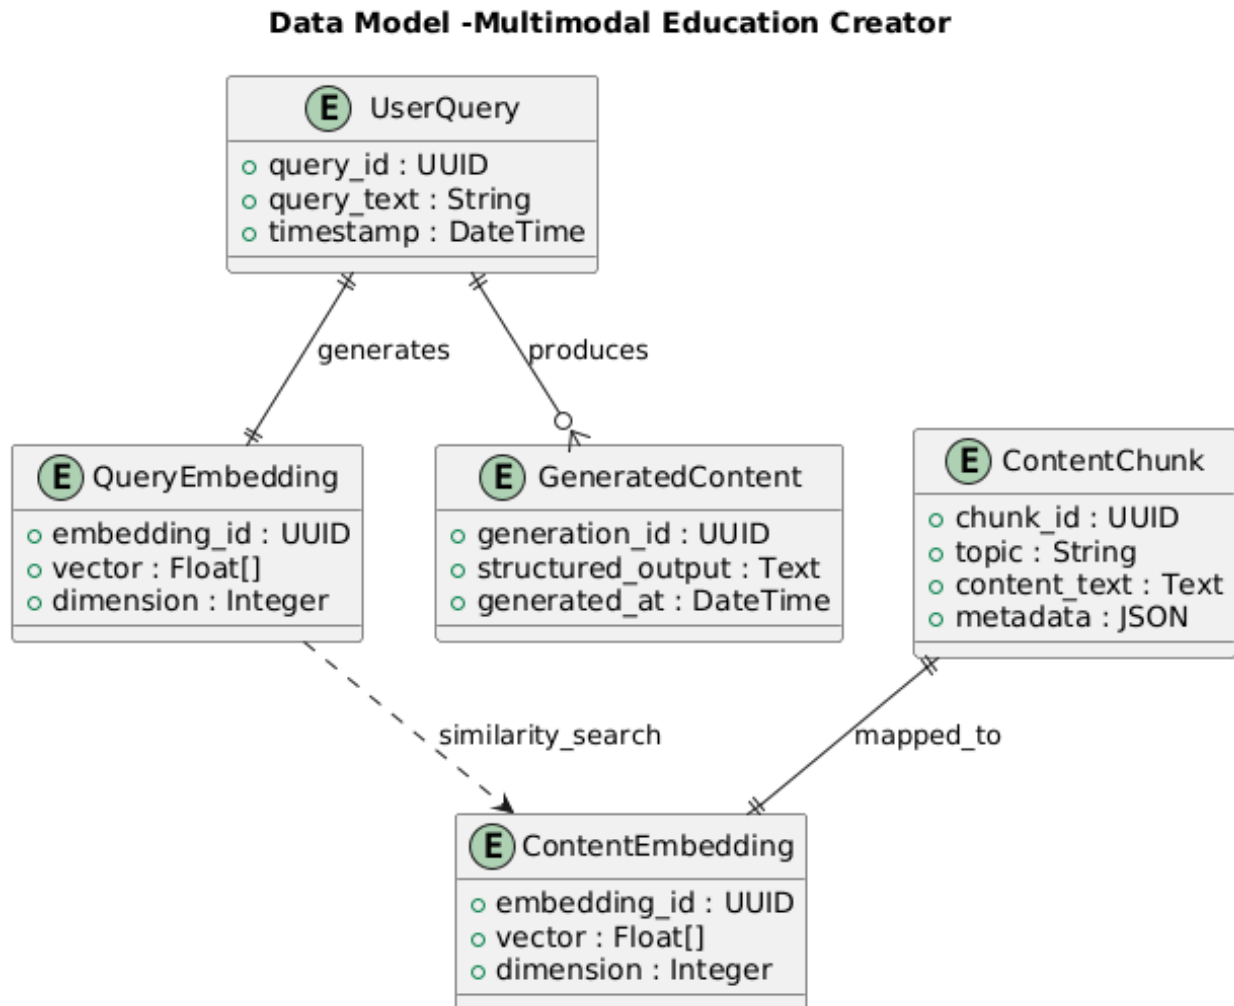 Data Model -Multimodal Education Creator
E UserQuery
query_id : UUID
query_text : String
timestamp : DateTime
generates
produces
E QueryEmbedding
embedding_id : UUID
vector : Float[]
dimension : Integer
E GeneratedContent
generation_id : UUID
structured_output : Text
generated_at : DateTime
E ContentChunk
chunk_id : UUID
topic : String
content_text : Text
metadata : JSON
similarity_search
mapped_to
E ContentEmbedding
embedding_id : UUID
vector : Float[]
dimension : Integer